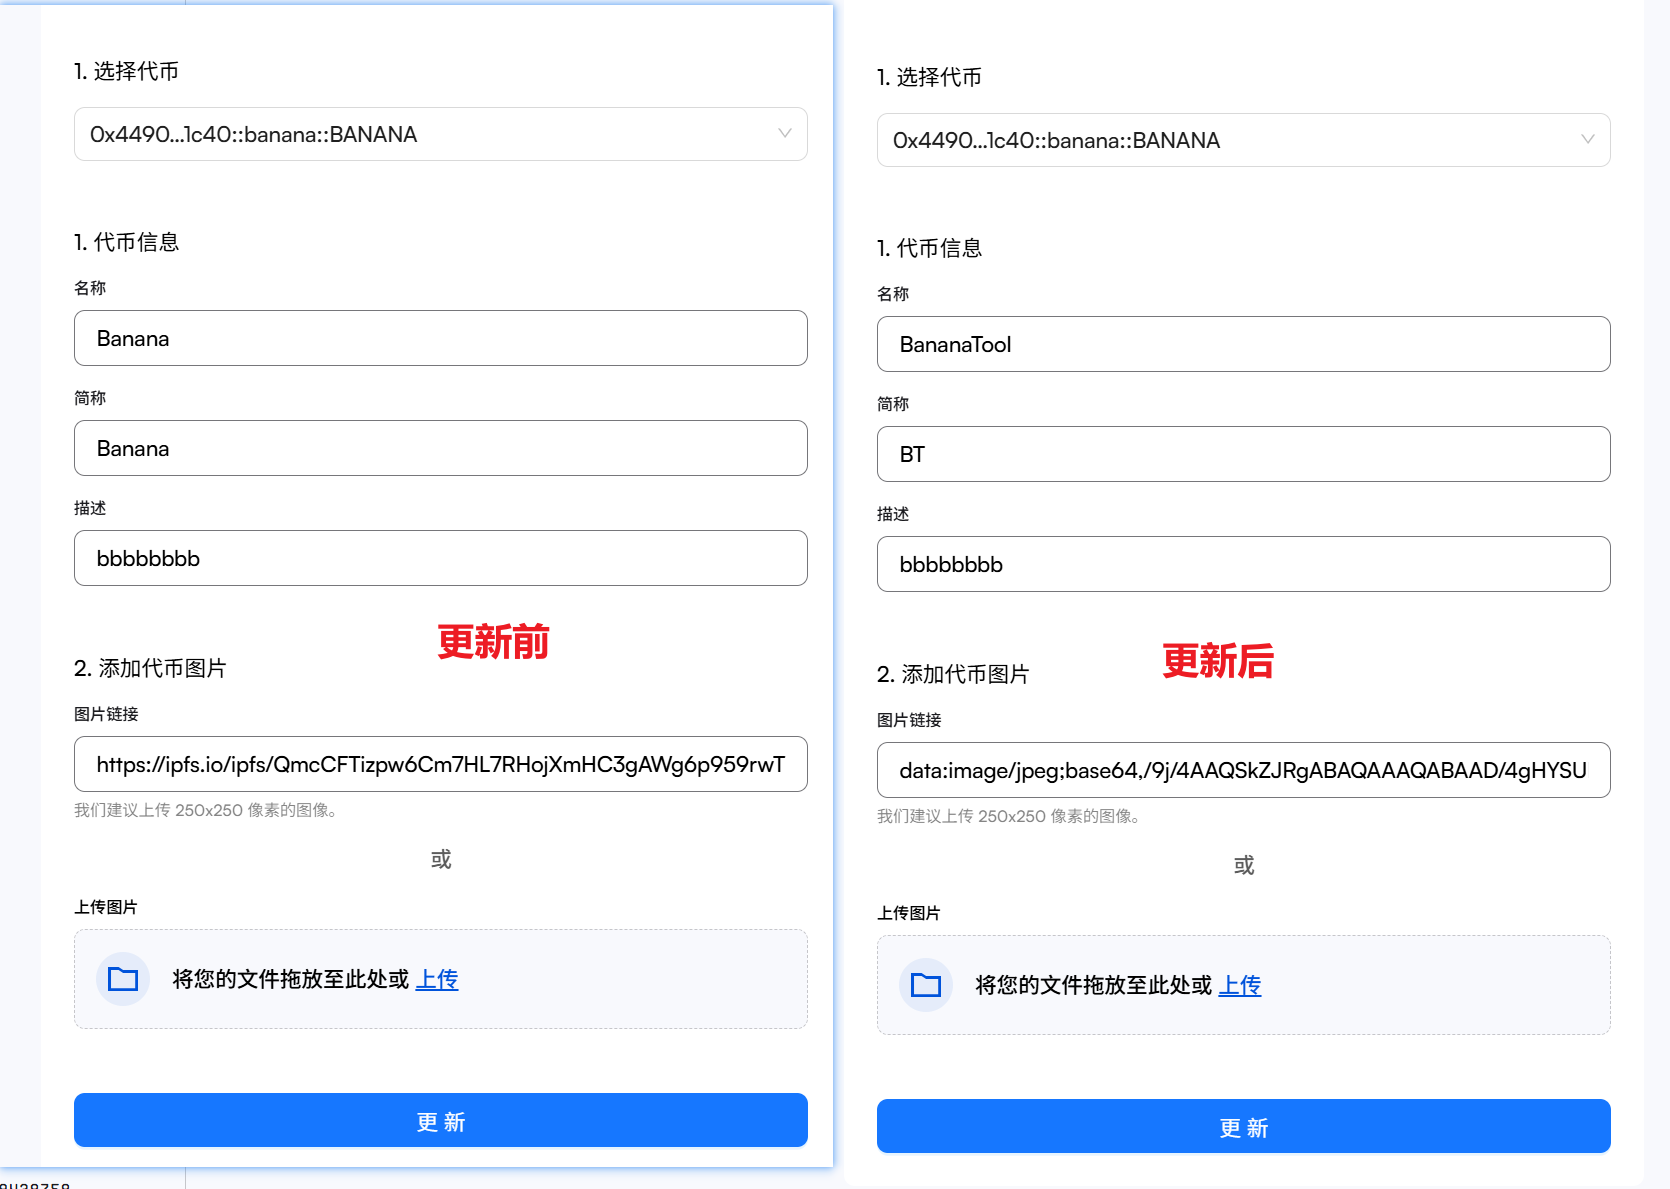 1. 选择代币
0x4490...1c40::banana::BANANA
1. 代币信息
名称
Banana
简称
Banana
描述
bbbbbbbb
更新前
2. 添加代币图片
图片链接
https://ipfs.io/ipfs/QmcCFTizpw6Cm7HL7RHojXmHC3gAWg6p959rwT
我们建议上传 250x250 像素的图像。
或
上传图片
将您的文件拖放至此处或 上传
更新
1. 选择代币
0x4490...1c40::banana::BANANA
1. 代币信息
名称
BananaTool
简称
BT
描述
bbbbbbbb
更新后
2. 添加代币图片
图片链接
data:image/jpeg;base64,/9j/4AAQSkZJRgABAQAAAQABAAD/4gHYSU
我们建议上传 250x250 像素的图像。
或
上传图片
将您的文件拖放至此处或 上传
更新